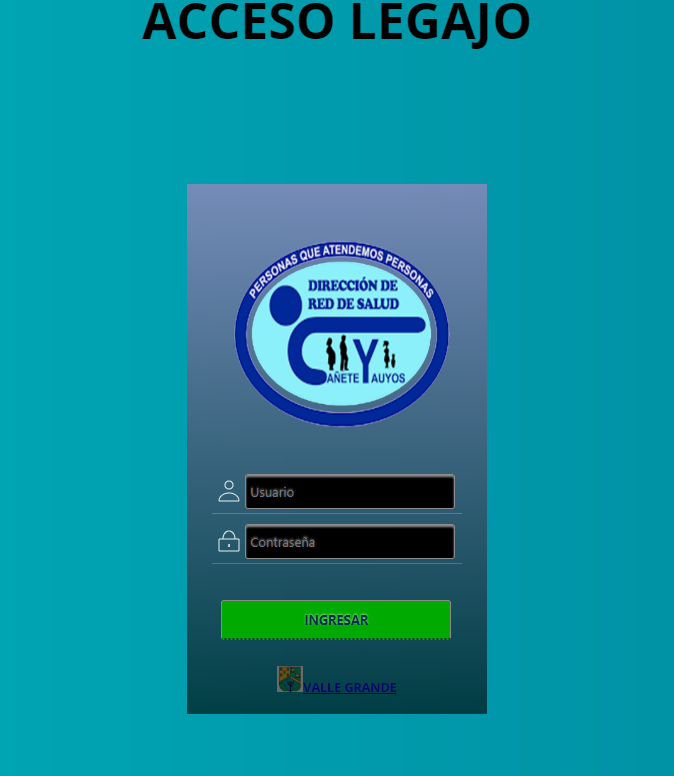 ACCESO LEGAJO
PERSONAS QUE ATENDEMOS PERSONAS
DIRECCIÓN DE
RED DE SALUD
CAÑETE YAUYOS
Usuario
Contraseña
INGRESAR
VALLE GRANDE